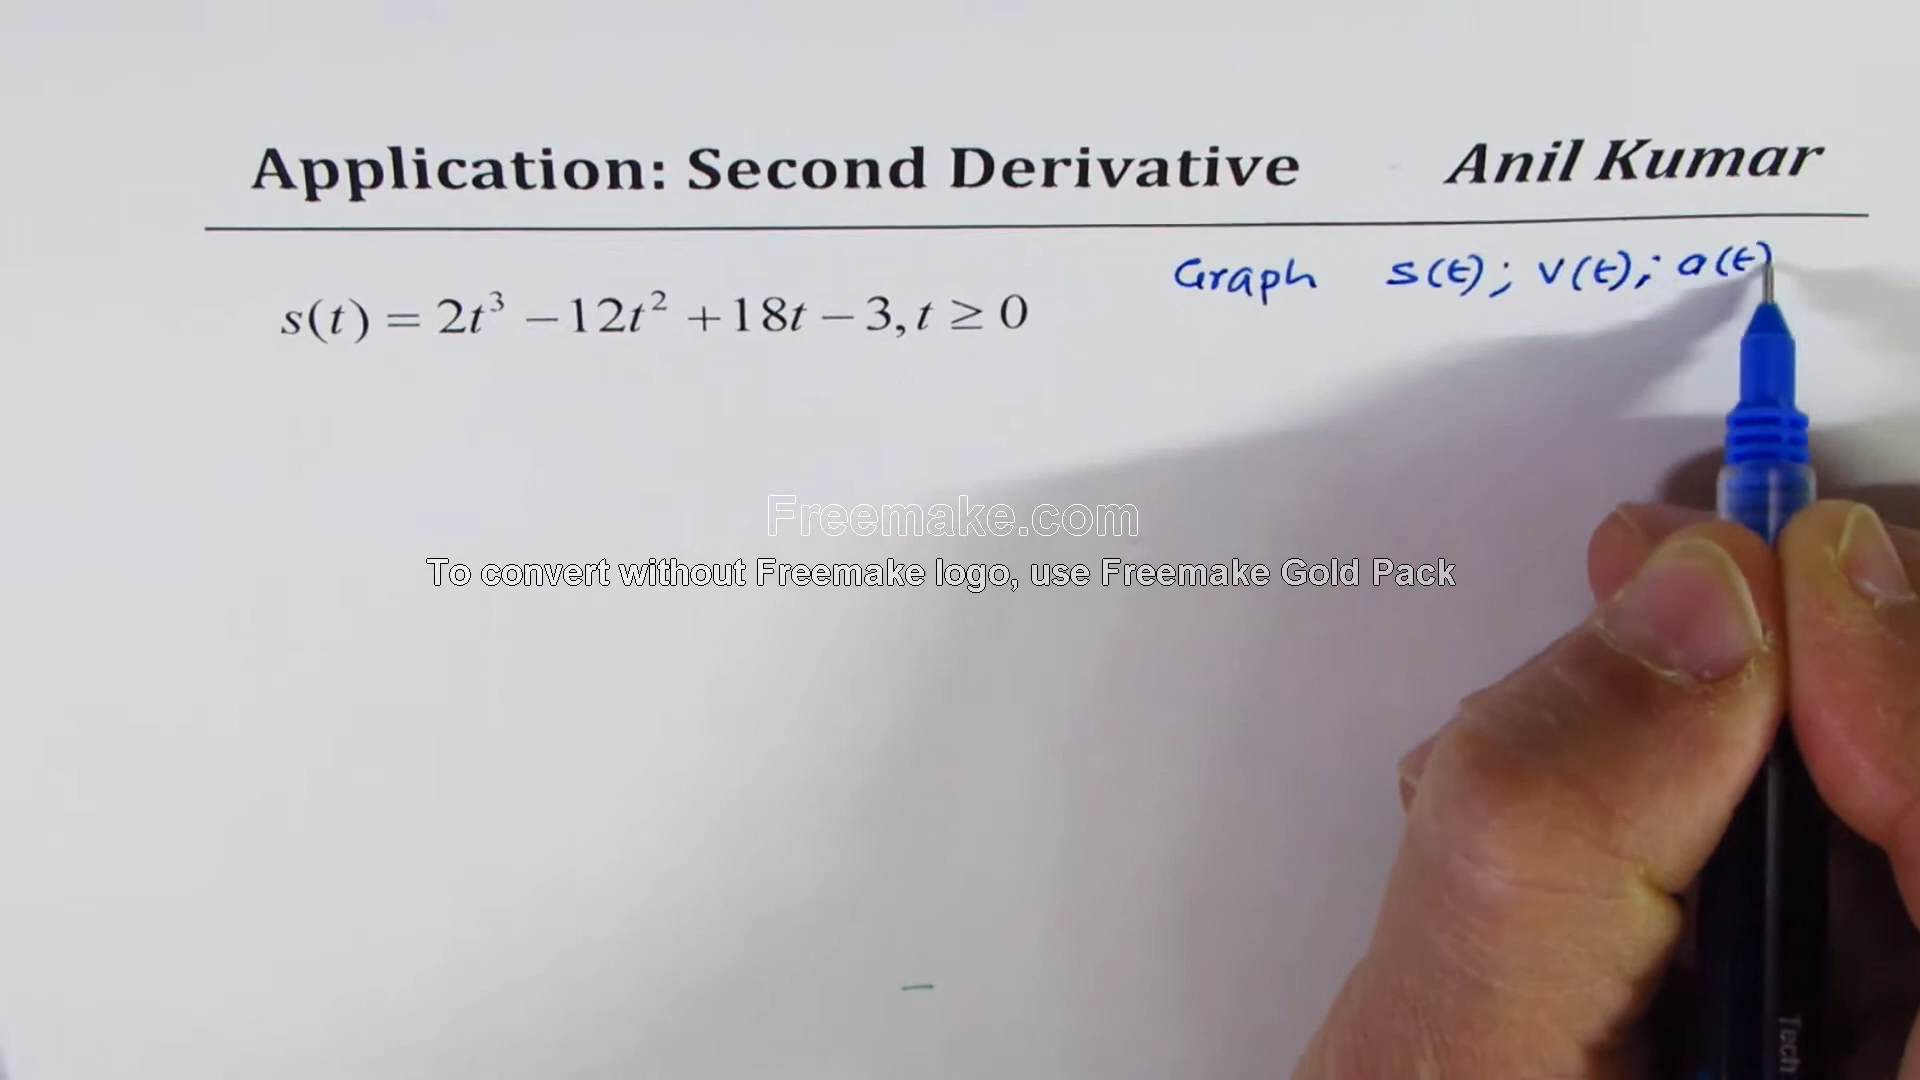 Application: Second Derivative Anil Kumar
Graph s(t); v(t); a(t)
s(t) = 2t³ − 12t² + 18t − 3, t ≥ 0
Freemake.com
To convert without Freemake logo, use Freemake Gold Pack
Tech